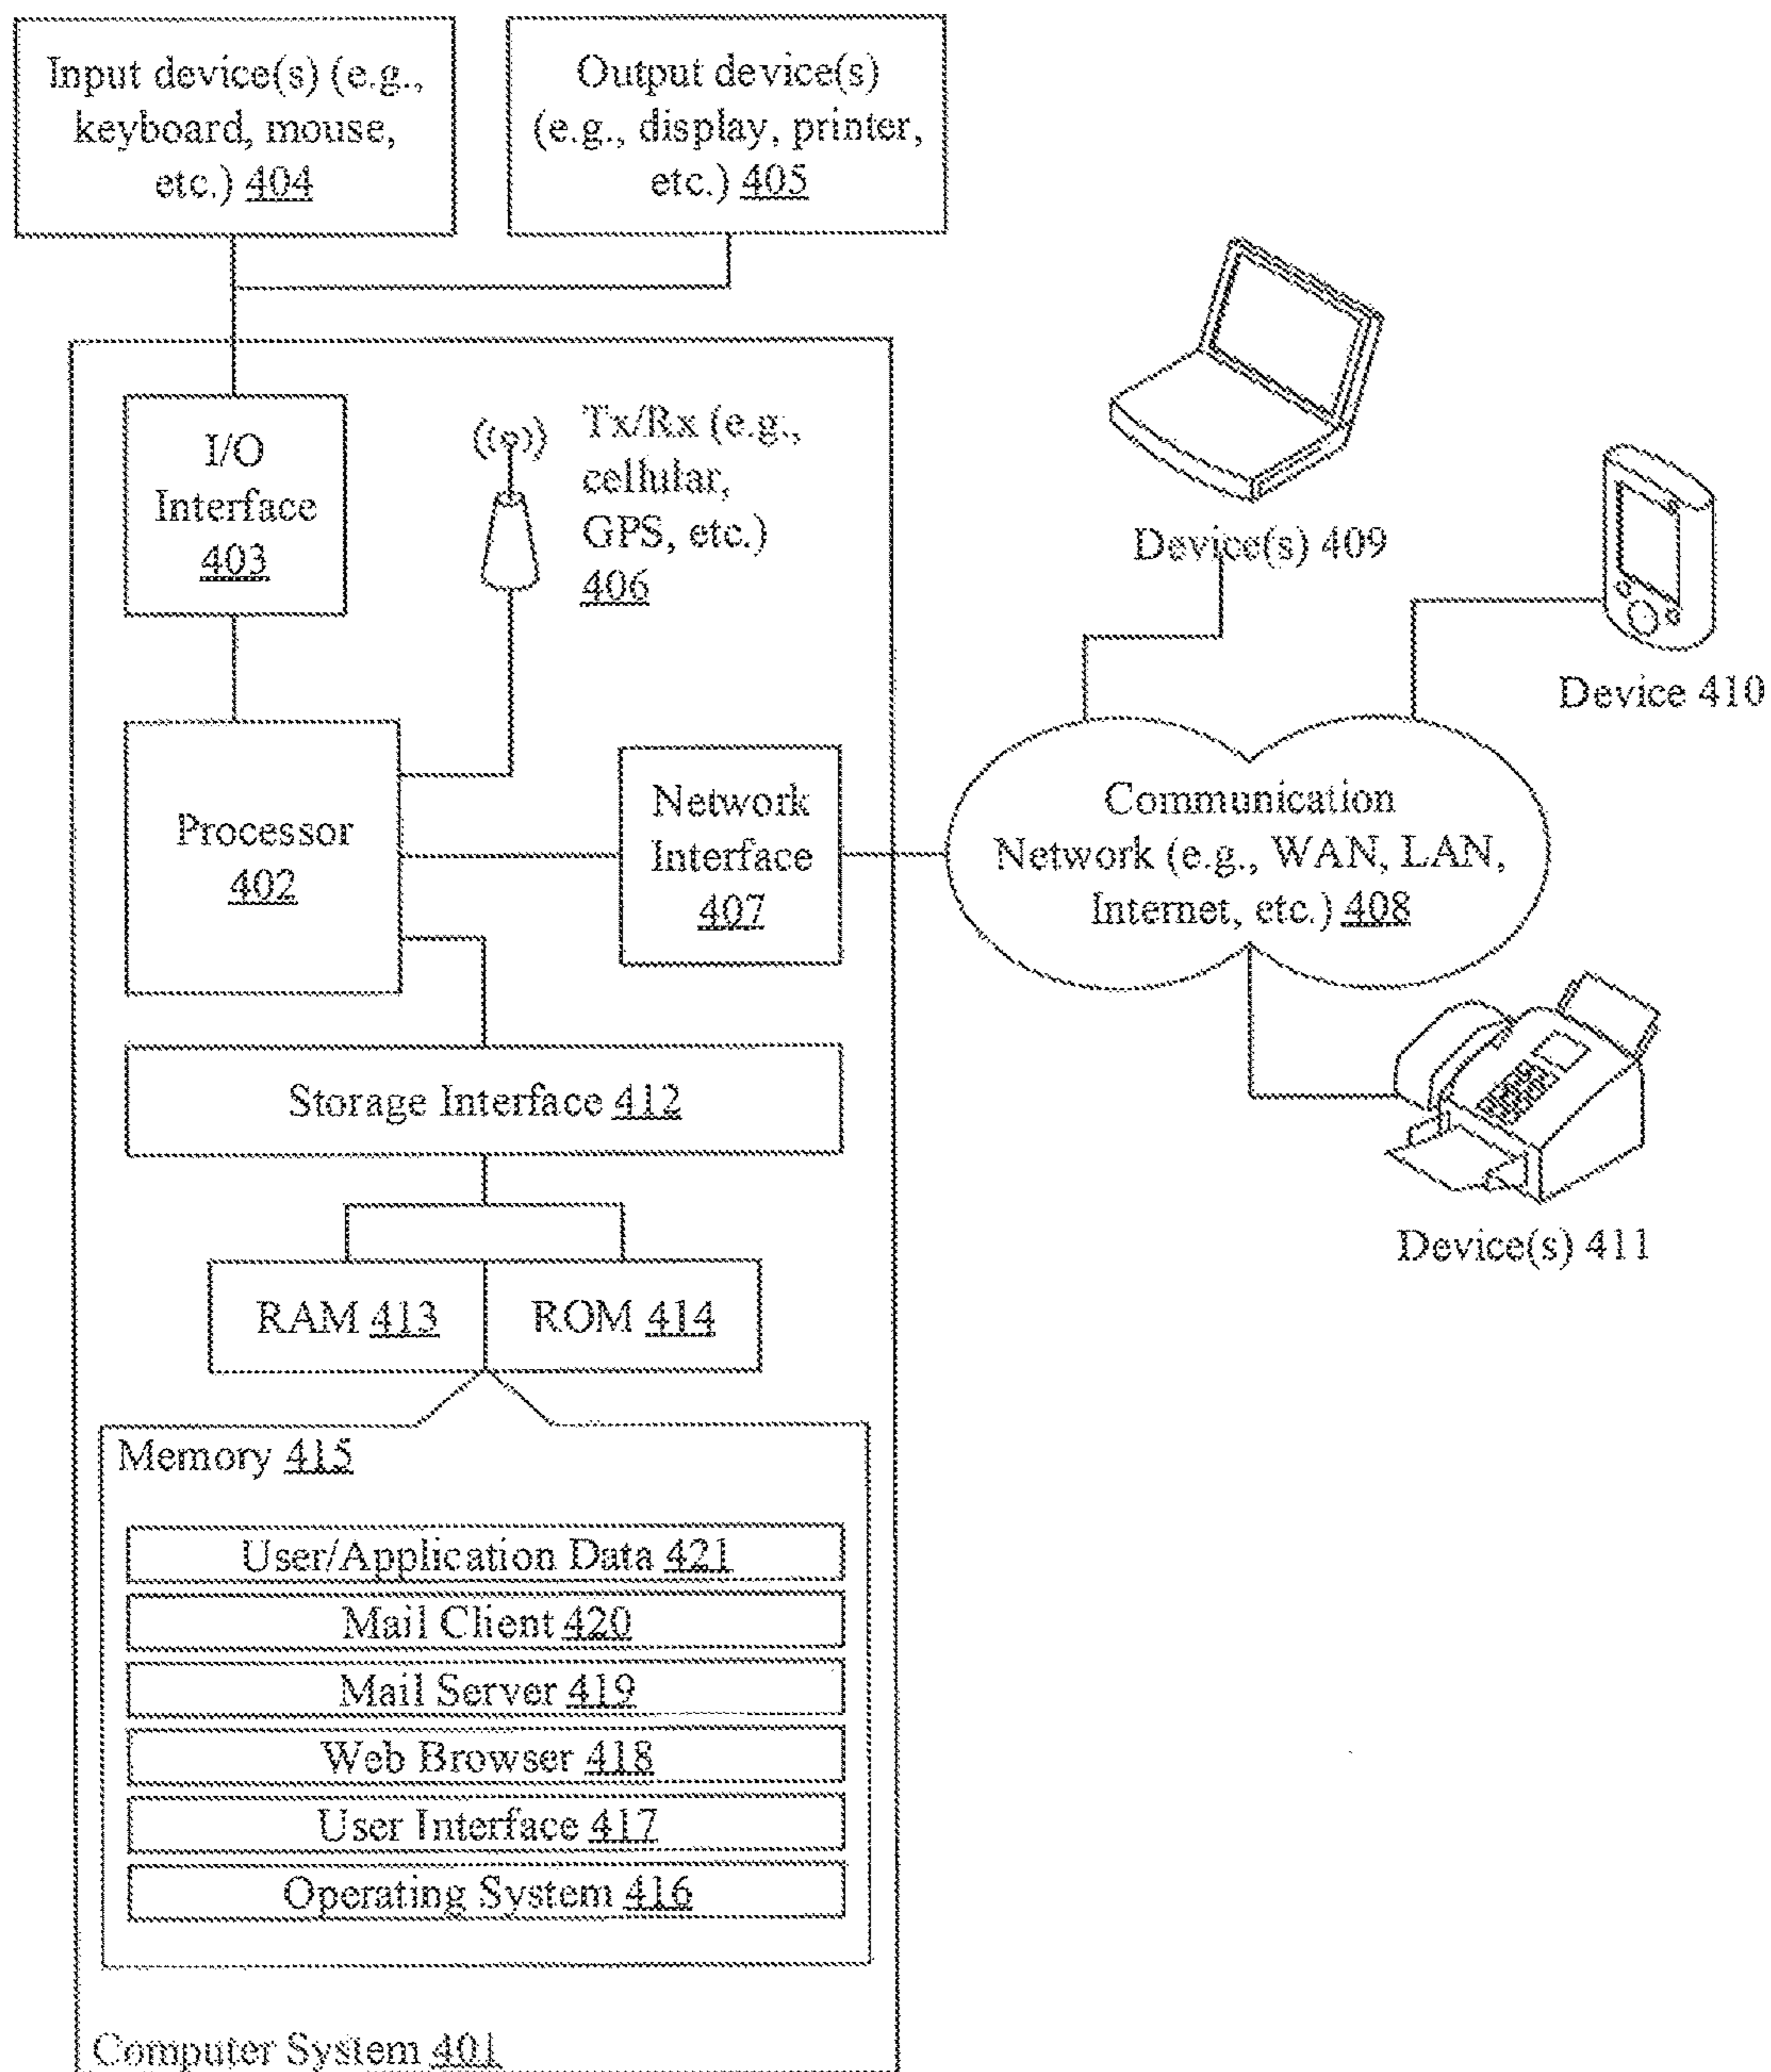 Input device(s) (e.g.,
keyboard, mouse,
etc.) 404
Output device(s)
(e.g., display, printer,
etc.) 405
I/O
Interface
403
Tx/Rx (e.g.,
cellular,
GPS, etc.)
406
Device(s) 409
Device 410
Processor
402
Network
Interface
407
Communication
Network (e.g., WAN, LAN,
Internet, etc.) 408
Storage Interface 412
Device(s) 411
RAM 413
ROM 414
Memory 415
User/Application Data 421
Mail Client 420
Mail Server 419
Web Browser 418
User Interface 417
Operating System 416
Computer System 401